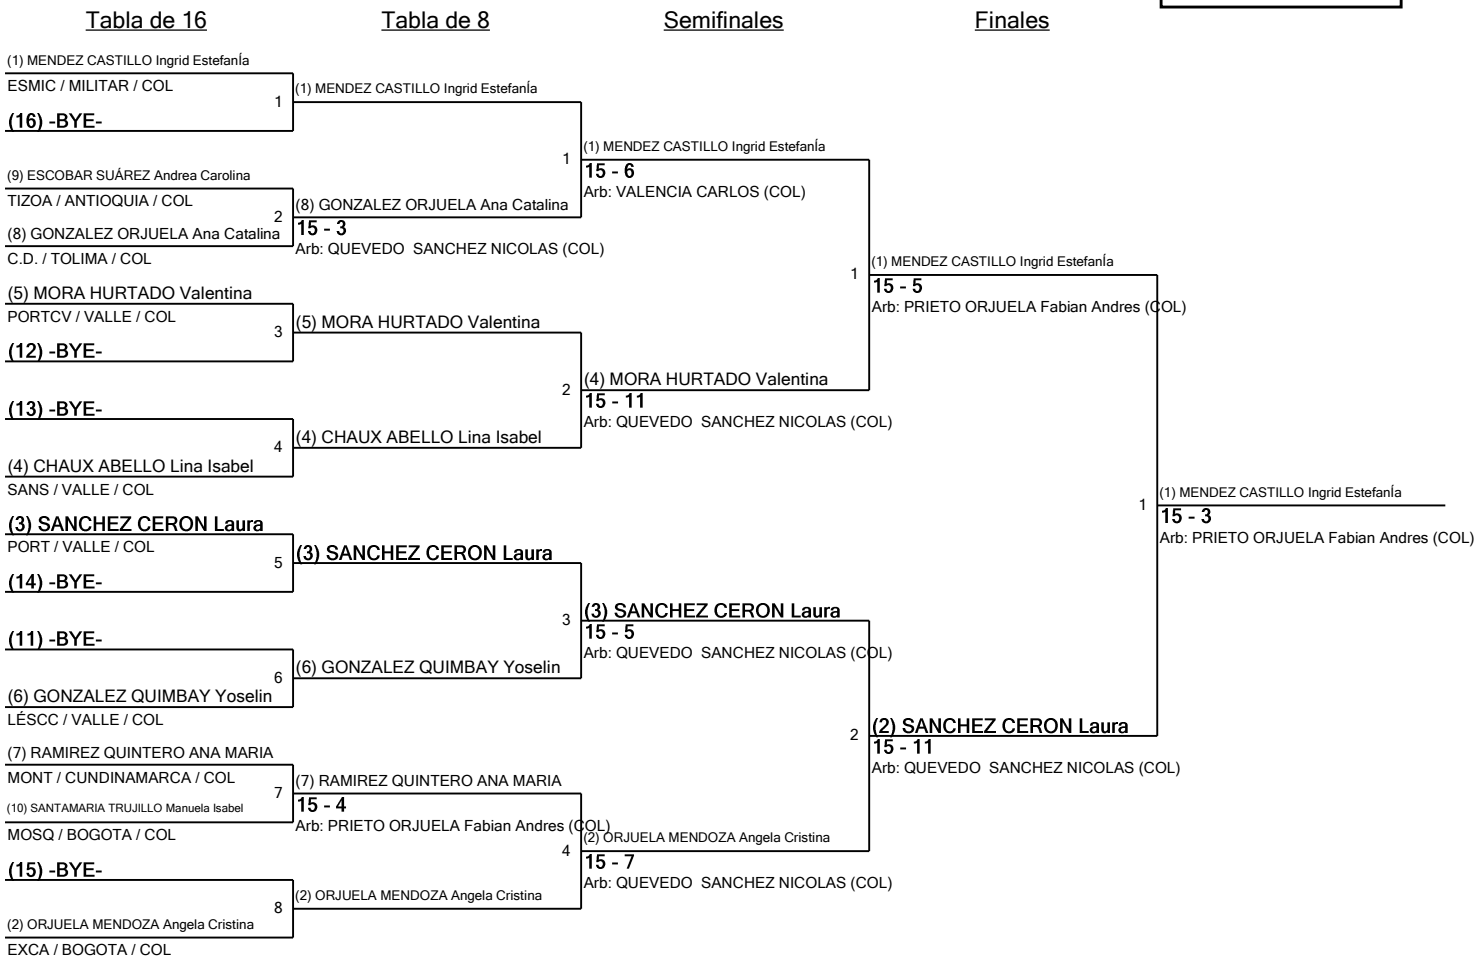 Tabla de 16
Tabla de 8
Semifinales
Finales
(1) MENDEZ CASTILLO Ingrid EstefanÍa
ESMIC / MILITAR / COL
1
(16) -BYE-
(9) ESCOBAR SUÁREZ Andrea Carolina
TIZOA / ANTIOQUIA / COL
2
(8) GONZALEZ ORJUELA Ana Catalina
C.D. / TOLIMA / COL
(5) MORA HURTADO Valentina
PORTCV / VALLE / COL
3
(12) -BYE-
(13) -BYE-
4
(4) CHAUX ABELLO Lina Isabel
SANS / VALLE / COL
(3) SANCHEZ CERON Laura
PORT / VALLE / COL
5
(14) -BYE-
(11) -BYE-
6
(6) GONZALEZ QUIMBAY Yoselin
LÉSCC / VALLE / COL
(7) RAMIREZ QUINTERO ANA MARIA
MONT / CUNDINAMARCA / COL
7
(10) SANTAMARIA TRUJILLO Manuela Isabel
MOSQ / BOGOTA / COL
(15) -BYE-
8
(2) ORJUELA MENDOZA Angela Cristina
EXCA / BOGOTA / COL
(1) MENDEZ CASTILLO Ingrid EstefanÍa
1
(8) GONZALEZ ORJUELA Ana Catalina
15 - 3
Arb: QUEVEDO  SANCHEZ NICOLAS (COL)
(5) MORA HURTADO Valentina
2
(4) CHAUX ABELLO Lina Isabel
(3) SANCHEZ CERON Laura
3
(6) GONZALEZ QUIMBAY Yoselin
(7) RAMIREZ QUINTERO ANA MARIA
15 - 4
Arb: PRIETO ORJUELA Fabian Andres (COL)
4
(2) ORJUELA MENDOZA Angela Cristina
(1) MENDEZ CASTILLO Ingrid EstefanÍa
15 - 6
Arb: VALENCIA CARLOS (COL)
1
(4) MORA HURTADO Valentina
15 - 11
Arb: QUEVEDO  SANCHEZ NICOLAS (COL)
(3) SANCHEZ CERON Laura
15 - 5
Arb: QUEVEDO  SANCHEZ NICOLAS (COL)
2
(2) ORJUELA MENDOZA Angela Cristina
15 - 7
Arb: QUEVEDO  SANCHEZ NICOLAS (COL)
(1) MENDEZ CASTILLO Ingrid EstefanÍa
15 - 5
Arb: PRIETO ORJUELA Fabian Andres (COL)
1
(2) SANCHEZ CERON Laura
15 - 11
Arb: QUEVEDO  SANCHEZ NICOLAS (COL)
(1) MENDEZ CASTILLO Ingrid EstefanÍa
15 - 3
Arb: PRIETO ORJUELA Fabian Andres (COL)